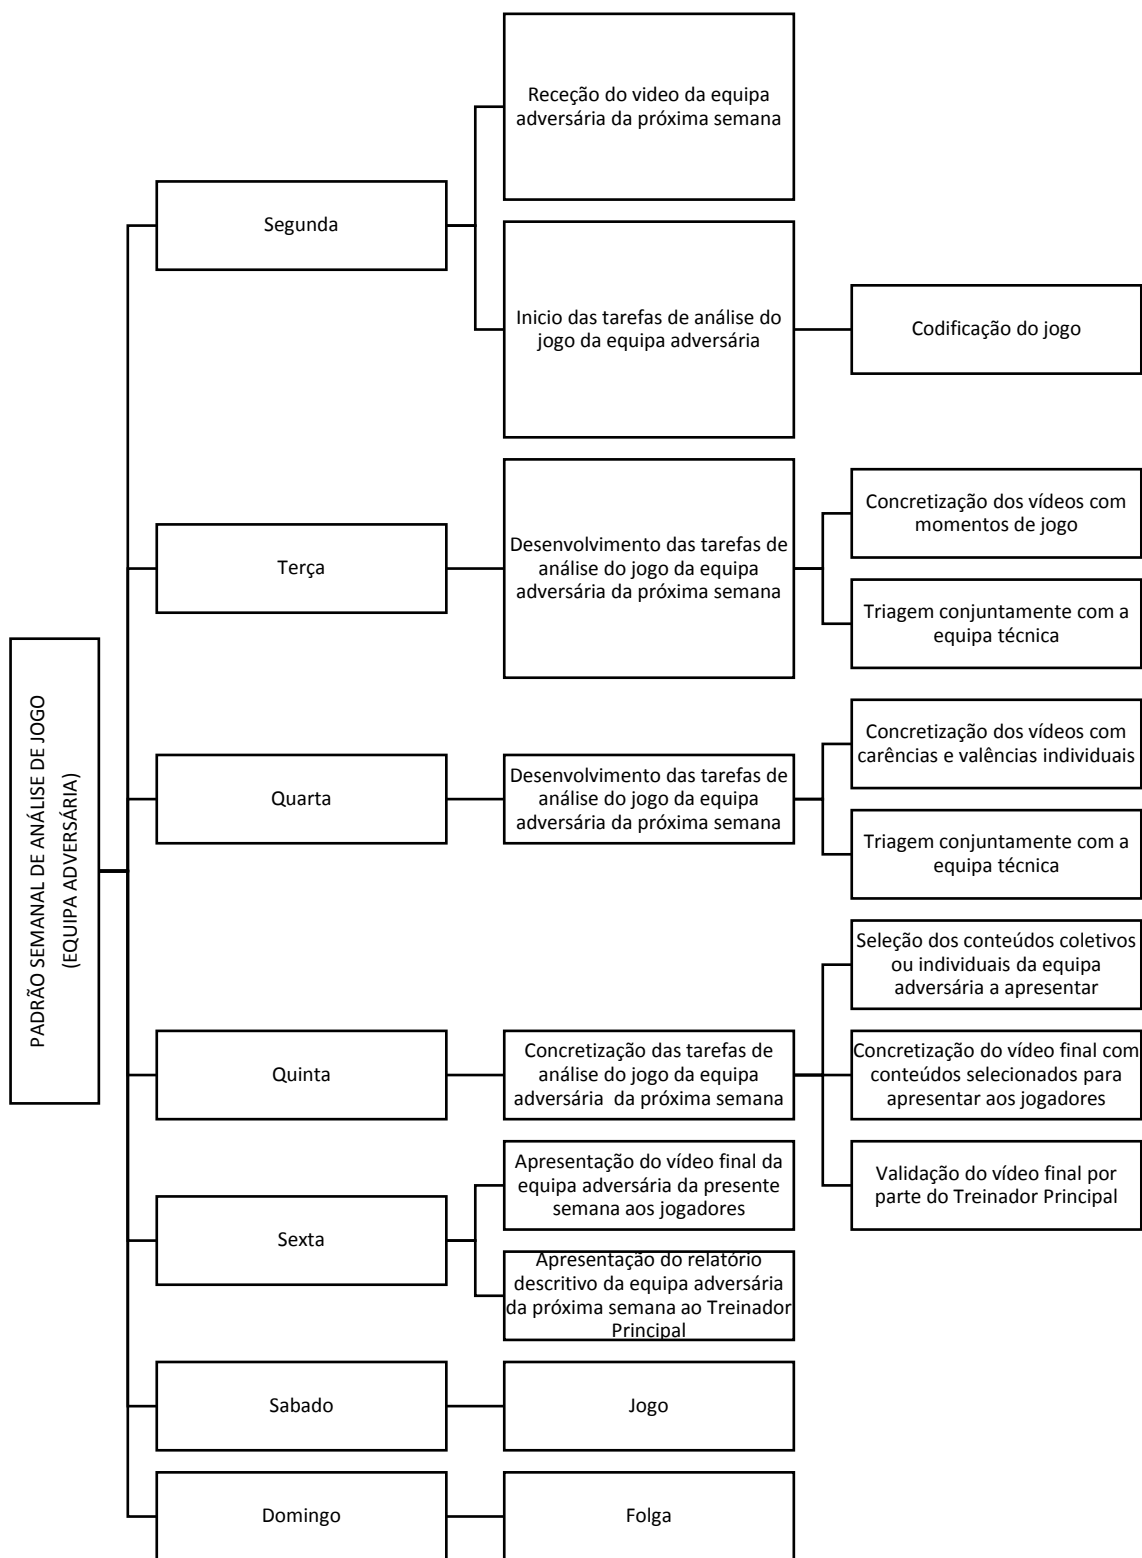 PADRÃO SEMANAL DE ANÁLISE DE JOGO
(EQUIPA ADVERSÁRIA)
Segunda
Receção do video da equipa
adversária da próxima semana
Inicio das tarefas de análise do
jogo da equipa adversária
Codificação do jogo
Terça
Desenvolvimento das tarefas de
análise do jogo da equipa
adversária da próxima semana
Concretização dos vídeos com
momentos de jogo
Triagem conjuntamente com a
equipa técnica
Quarta
Desenvolvimento das tarefas de
análise do jogo da equipa
adversária da próxima semana
Concretização dos vídeos com
carências e valências individuais
Triagem conjuntamente com a
equipa técnica
Quinta
Concretização das tarefas de
análise do jogo da equipa
adversária da próxima semana
Seleção dos conteúdos coletivos
ou individuais da equipa
adversária a apresentar
Concretização do vídeo final com
conteúdos selecionados para
apresentar aos jogadores
Validação do vídeo final por
parte do Treinador Principal
Sexta
Apresentação do vídeo final da
equipa adversária da presente
semana aos jogadores
Apresentação do relatório
descritivo da equipa adversária
da próxima semana ao Treinador
Principal
Sabado
Jogo
Domingo
Folga